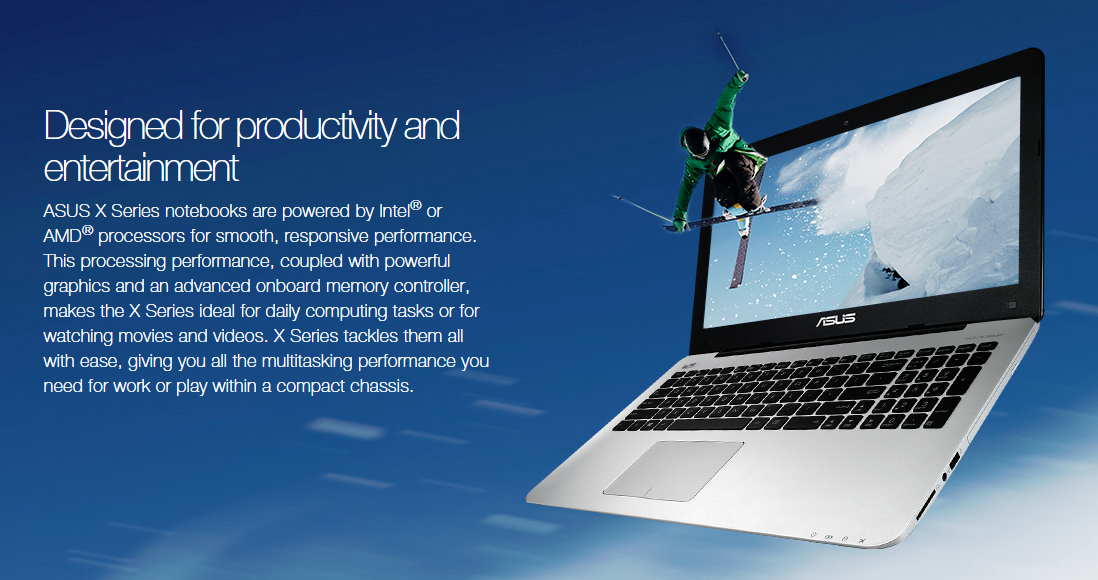 Designed for productivity and
entertainment
ASUS X Series notebooks are powered by Intel® or
AMD® processors for smooth, responsive performance.
This processing performance, coupled with powerful
graphics and an advanced onboard memory controller,
makes the X Series ideal for daily computing tasks or for
watching movies and videos. X Series tackles them all
with ease, giving you all the multitasking performance you
need for work or play within a compact chassis.
ASUS